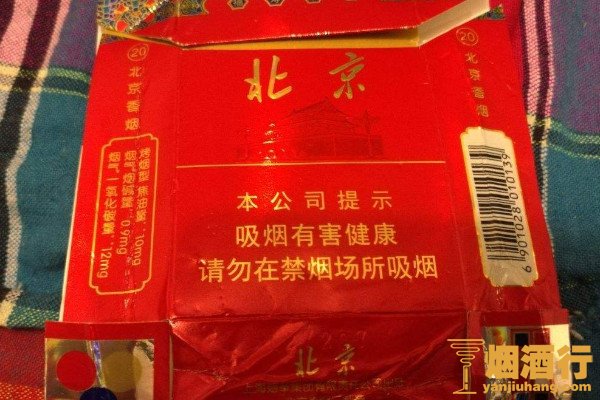 北京
本公司提示
吸烟有害健康
请勿在禁烟场所吸烟
20 北京香烟
20 北京香烟
烤烟型 焦油量：10mg
烟气烟碱量：0.9mg
烟气一氧化碳量：12mg
6901028010139
北京
烟酒行
yanjiuhang.com